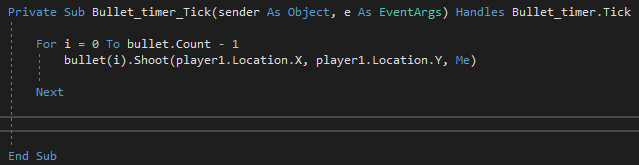 Private Sub Bullet_timer_Tick(sender As Object, e As EventArgs) Handles Bullet_timer.Tick
For i = 0 To bullet.Count - 1
bullet(i).Shoot(player1.Location.X, player1.Location.Y, Me)
Next
End Sub